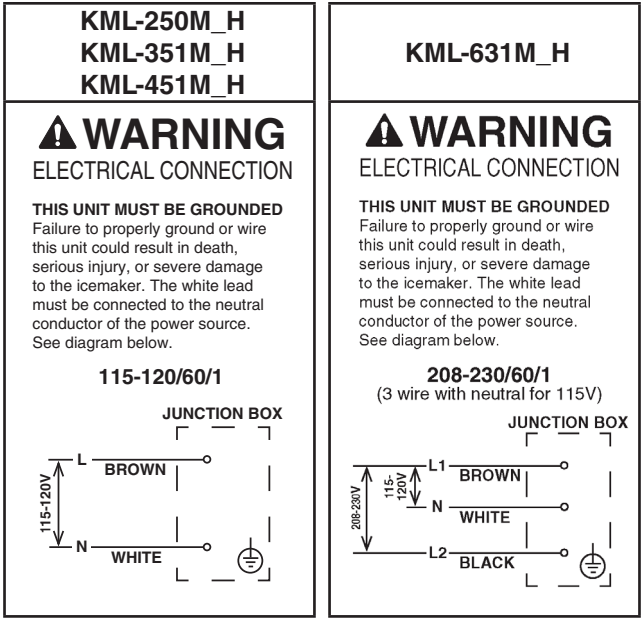 KML-250M_H
KML-351M_H
KML-451M_H
WARNING
ELECTRICAL CONNECTION
THIS UNIT MUST BE GROUNDED
Failure to properly ground or wire
this unit could result in death,
serious injury, or severe damage
to the icemaker. The white lead
must be connected to the neutral
conductor of the power source.
See diagram below.
115-120/60/1
JUNCTION BOX
L
BROWN
115-120V
N
WHITE
KML-631M_H
WARNING
ELECTRICAL CONNECTION
THIS UNIT MUST BE GROUNDED
Failure to properly ground or wire
this unit could result in death,
serious injury, or severe damage
to the icemaker. The white lead
must be connected to the neutral
conductor of the power source.
See diagram below.
208-230/60/1
(3 wire with neutral for 115V)
JUNCTION BOX
L1
BROWN
115-
120V
208-230V
N
WHITE
L2
BLACK